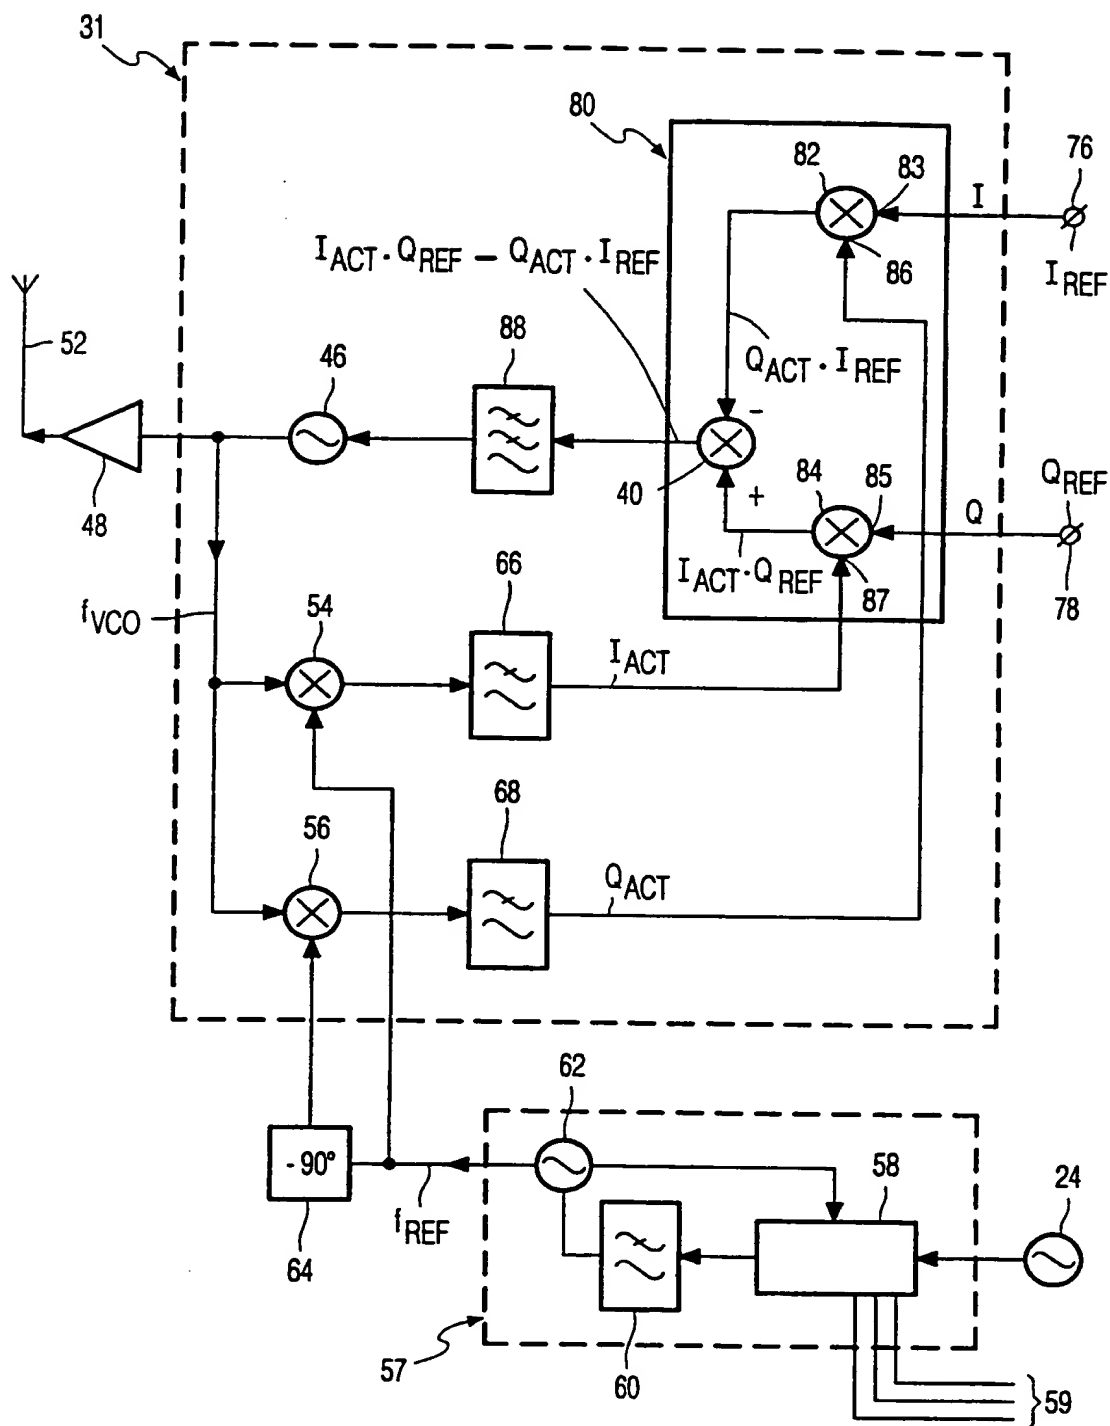 31
80
82
83
76
I
86
I_REF
I_ACT · Q_REF – Q_ACT · I_REF
52
46
88
Q_ACT · I_REF
-
40
84
85
Q_REF
48
+
Q
I_ACT · Q_REF
87
78
f_VCO
54
66
I_ACT
56
68
Q_ACT
62
- 90°
58
24
f_REF
64
57
60
59